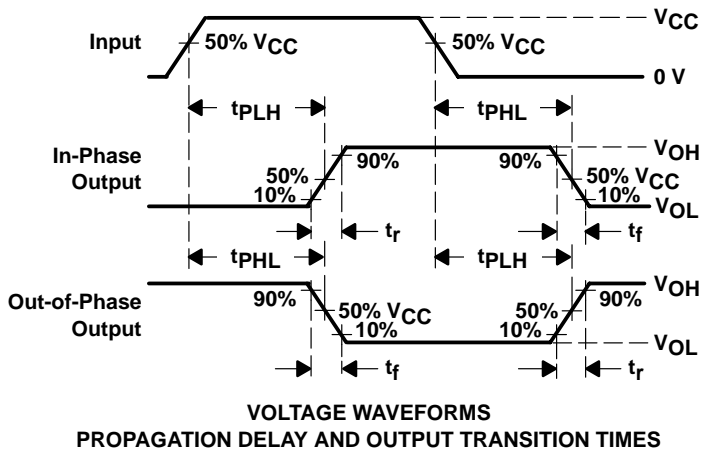 VCC
Input
50% VCC
50% VCC
0 V
tPLH
tPHL
In-Phase
Output
VOH
90%
90%
50%
50% VCC
10%
10%
VOL
tr
tf
tPHL
tPLH
Out-of-Phase
Output
VOH
90%
90%
50% VCC
50%
10%
10%
VOL
tf
tr
VOLTAGE WAVEFORMS
PROPAGATION DELAY AND OUTPUT TRANSITION TIMES